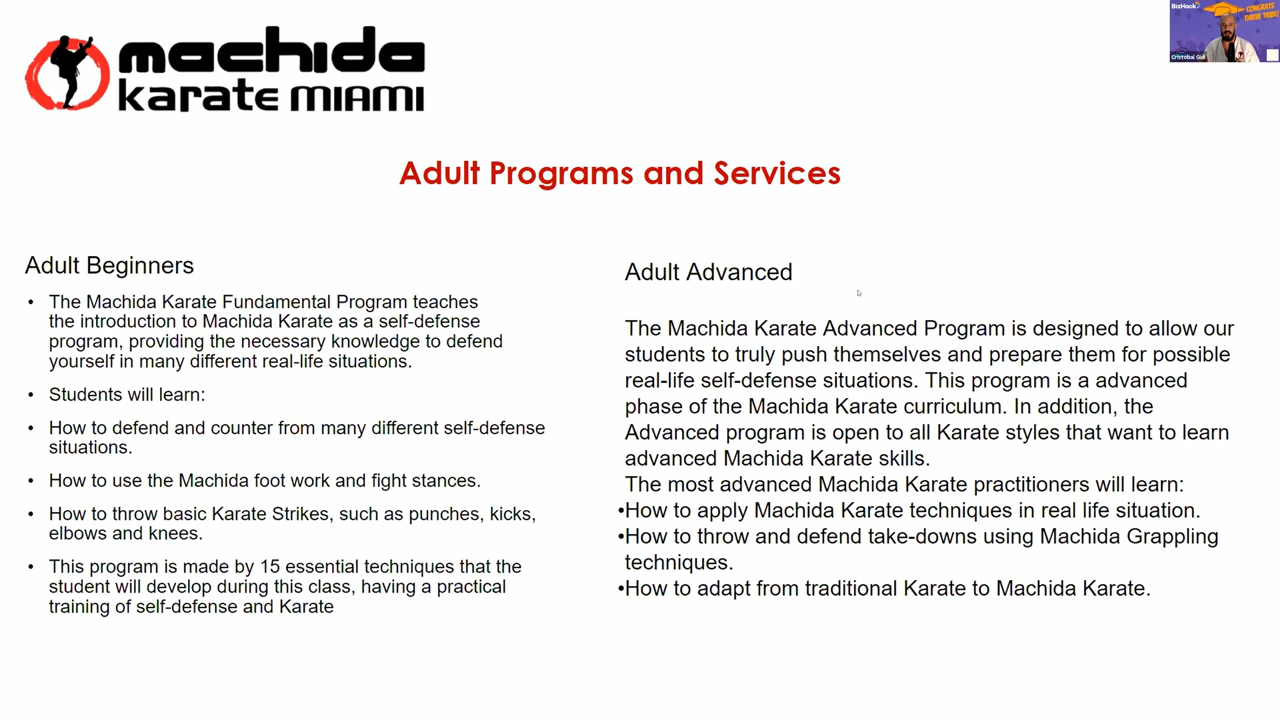 machida
karate MIAMI
BizHack
CONGRATS
THRIVE TRIBE!
Cristobal Gidi
Adult Programs and Services
Adult Beginners
• The Machida Karate Fundamental Program teaches
the introduction to Machida Karate as a self-defense
program, providing the necessary knowledge to defend
yourself in many different real-life situations.
• Students will learn:
• How to defend and counter from many different self-defense
situations.
• How to use the Machida foot work and fight stances.
• How to throw basic Karate Strikes, such as punches, kicks,
elbows and knees.
• This program is made by 15 essential techniques that the
student will develop during this class, having a practical
training of self-defense and Karate
Adult Advanced
The Machida Karate Advanced Program is designed to allow our
students to truly push themselves and prepare them for possible
real-life self-defense situations. This program is a advanced
phase of the Machida Karate curriculum. In addition, the
Advanced program is open to all Karate styles that want to learn
advanced Machida Karate skills.
The most advanced Machida Karate practitioners will learn:
•How to apply Machida Karate techniques in real life situation.
•How to throw and defend take-downs using Machida Grappling
techniques.
•How to adapt from traditional Karate to Machida Karate.